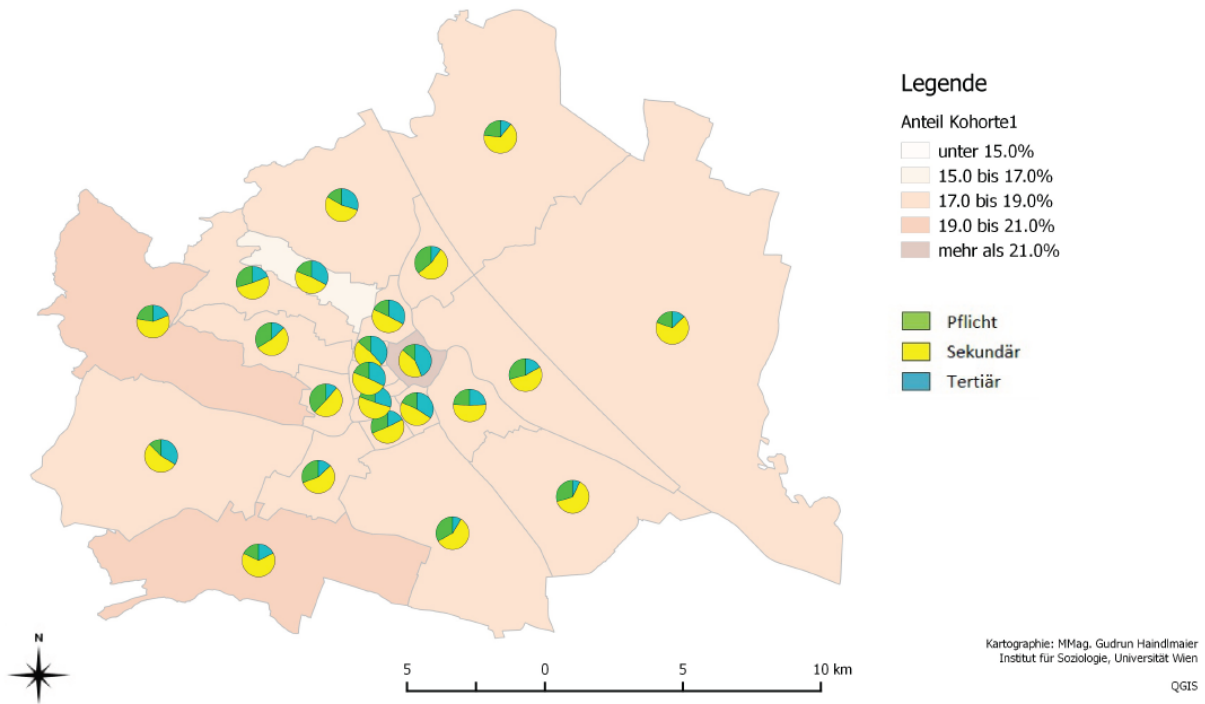 Legende
Anteil Kohorte1
unter 15.0%
15.0 bis 17.0%
17.0 bis 19.0%
19.0 bis 21.0%
mehr als 21.0%
Pflicht
Sekundär
Tertiär
N
5 0 5 10 km
Kartographie: MMag. Gudrun Haindlmaier
Institut für Soziologie, Universität Wien
QGIS